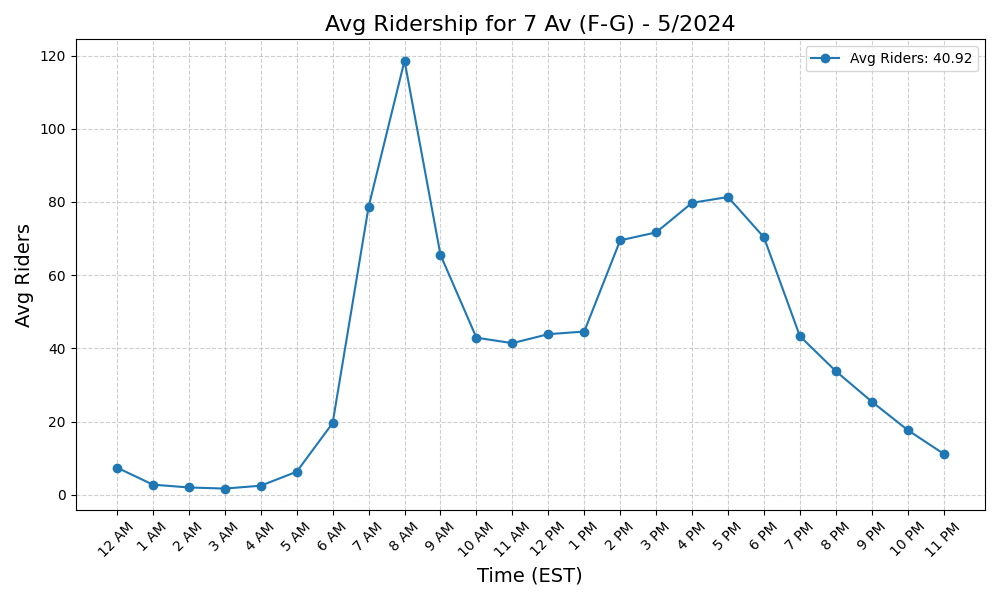 Avg Ridership for 7 Av (F-G) - 5/2024
Avg Riders: 40.92
Avg Riders
120
100
80
60
40
20
0
12 AM
1 AM
2 AM
3 AM
4 AM
5 AM
6 AM
7 AM
8 AM
9 AM
10 AM
11 AM
12 PM
1 PM
2 PM
3 PM
4 PM
5 PM
6 PM
7 PM
8 PM
9 PM
10 PM
11 PM
Time (EST)